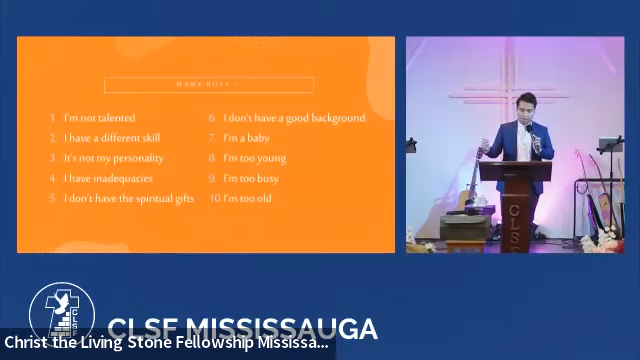 MANY BUTS...
1. I'm not talented
2. I have a different skill
3. It's not my personality
4. I have inadequacies
5. I don't have the spiritual gifts
6. I don't have a good background
7. I'm a baby
8. I'm too young
9. I'm too busy
10. I'm too old
CLSF
CLSF
CLSF MISSISSAUGA
Christ the Living Stone Fellowship Mississa...